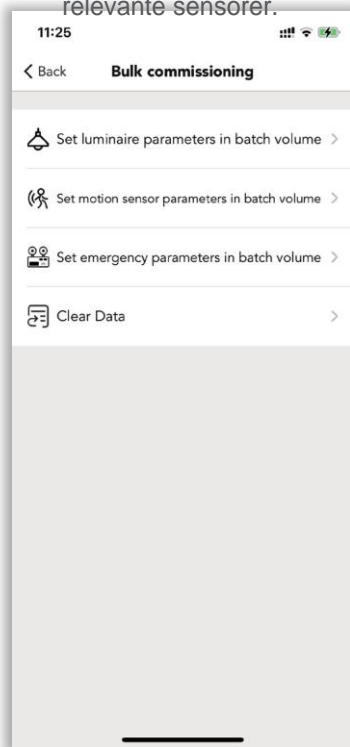 relevante sensorer.
11:25
Back Bulk commissioning
Set luminaire parameters in batch volume
Set motion sensor parameters in batch volume
Set emergency parameters in batch volume
Clear Data